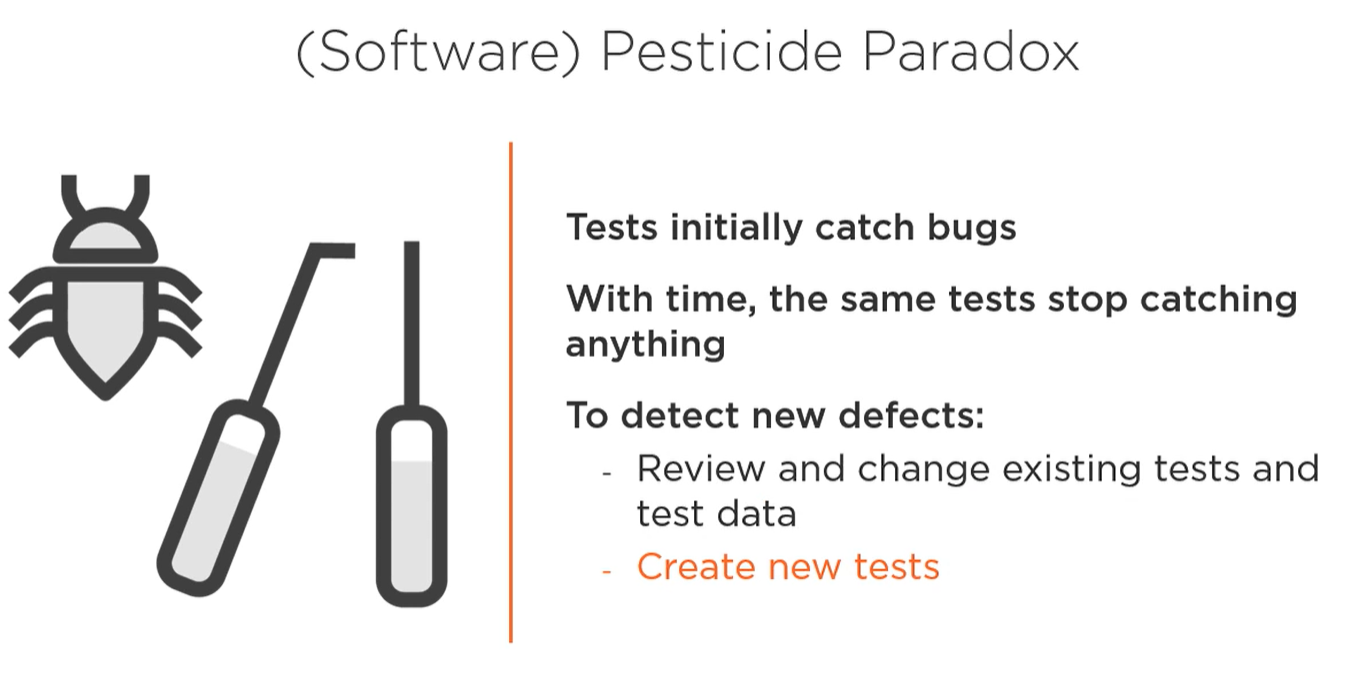 (Software) Pesticide Paradox
Tests initially catch bugs
With time, the same tests stop catching
anything
To detect new defects:
- Review and change existing tests and
test data
- Create new tests